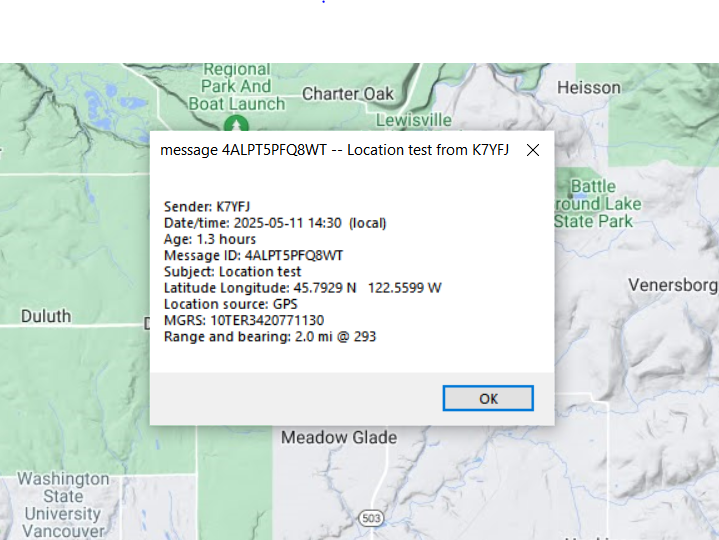 Regional
Park And
Boat Launch
Charter Oak
Heisson
Lewisville
message 4ALPT5PFQ8WT -- Location test from K7YFJ
Sender: K7YFJ
Date/time: 2025-05-11 14:30 (local)
Age: 1.3 hours
Message ID: 4ALPT5PFQ8WT
Subject: Location test
Latitude Longitude: 45.7929 N 122.5599 W
Location source: GPS
MGRS: 10TER3420771130
Range and bearing: 2.0 mi @ 293
OK
Battle
round Lake
State Park
Venersborg
Duluth
Meadow Glade
Washington
State
University
Vancouver
503